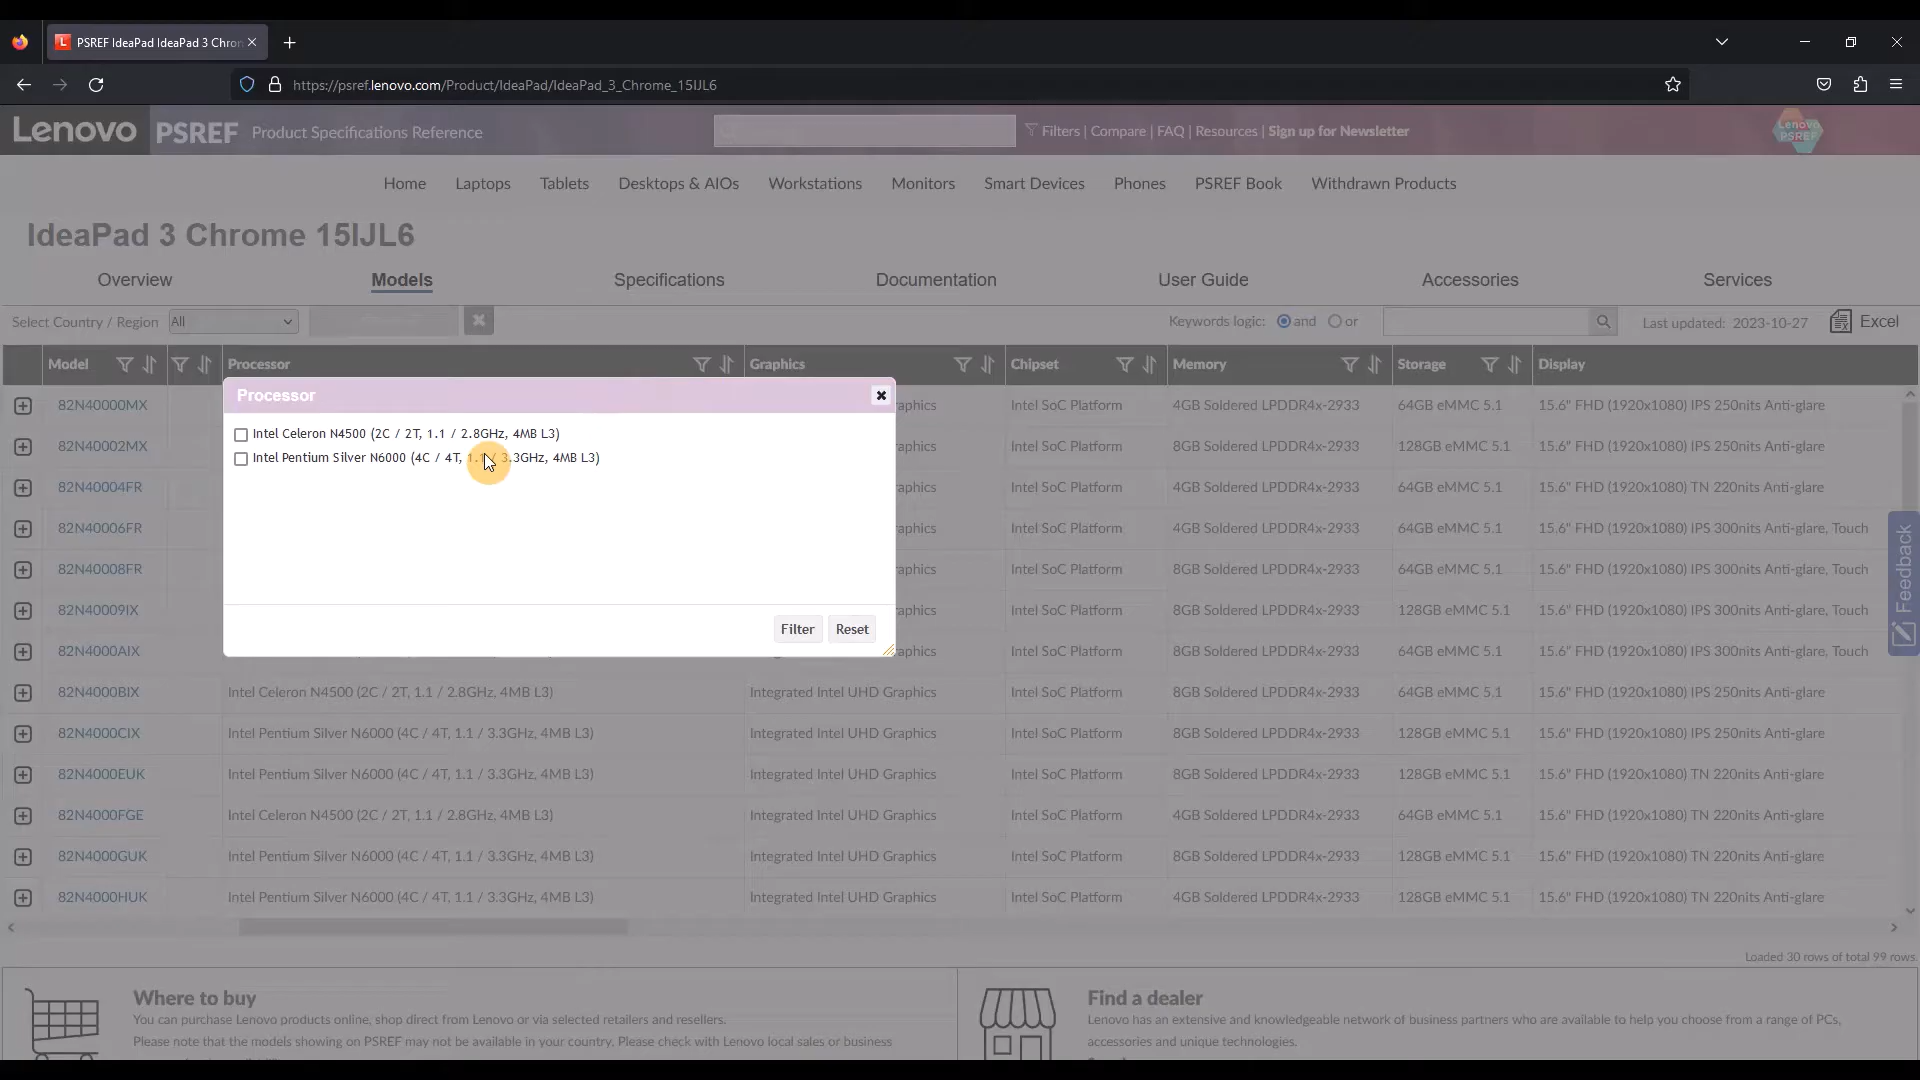 PSREF IdeaPad IdeaPad 3 Chron
https://psref.lenovo.com/Product/IdeaPad/IdeaPad_3_Chrome_15IJL6
Lenovo PSREF Product Specifications Reference
Filters | Compare | FAQ | Resources | Sign up for Newsletter
Lenovo
PSREF
Home Laptops Tablets Desktops & AIOs Workstations Monitors Smart Devices Phones PSREF Book Withdrawn Products
IdeaPad 3 Chrome 15IJL6
Overview Models Specifications Documentation User Guide Accessories Services
Select Country / Region All Keywords logic: and or Last updated: 2023-10-27 Excel
Model Processor Graphics Chipset Memory Storage Display
Processor
Intel Celeron N4500 (2C / 2T, 1.1 / 2.8GHz, 4MB L3)
Intel Pentium Silver N6000 (4C / 4T, 1.1 / 3.3GHz, 4MB L3)
Filter Reset
82N40000MX aphics Intel SoC Platform 4GB Soldered LPDDR4x-2933 64GB eMMC 5.1 15.6" FHD (1920x1080) IPS 250nits Anti-glare
82N40002MX aphics Intel SoC Platform 8GB Soldered LPDDR4x-2933 128GB eMMC 5.1 15.6" FHD (1920x1080) IPS 250nits Anti-glare
82N40004FR aphics Intel SoC Platform 4GB Soldered LPDDR4x-2933 64GB eMMC 5.1 15.6" FHD (1920x1080) TN 220nits Anti-glare
82N40006FR aphics Intel SoC Platform 4GB Soldered LPDDR4x-2933 64GB eMMC 5.1 15.6" FHD (1920x1080) IPS 300nits Anti-glare, Touch
82N40008FR aphics Intel SoC Platform 8GB Soldered LPDDR4x-2933 64GB eMMC 5.1 15.6" FHD (1920x1080) IPS 300nits Anti-glare, Touch
82N40009IX aphics Intel SoC Platform 8GB Soldered LPDDR4x-2933 128GB eMMC 5.1 15.6" FHD (1920x1080) IPS 300nits Anti-glare, Touch
82N4000AIX aphics Intel SoC Platform 8GB Soldered LPDDR4x-2933 64GB eMMC 5.1 15.6" FHD (1920x1080) IPS 300nits Anti-glare, Touch
82N4000BIX Intel Celeron N4500 (2C / 2T, 1.1 / 2.8GHz, 4MB L3) Integrated Intel UHD Graphics Intel SoC Platform 8GB Soldered LPDDR4x-2933 64GB eMMC 5.1 15.6" FHD (1920x1080) IPS 250nits Anti-glare
82N4000CIX Intel Pentium Silver N6000 (4C / 4T, 1.1 / 3.3GHz, 4MB L3) Integrated Intel UHD Graphics Intel SoC Platform 8GB Soldered LPDDR4x-2933 128GB eMMC 5.1 15.6" FHD (1920x1080) IPS 250nits Anti-glare
82N4000EUK Intel Pentium Silver N6000 (4C / 4T, 1.1 / 3.3GHz, 4MB L3) Integrated Intel UHD Graphics Intel SoC Platform 8GB Soldered LPDDR4x-2933 128GB eMMC 5.1 15.6" FHD (1920x1080) TN 220nits Anti-glare
82N4000FGE Intel Celeron N4500 (2C / 2T, 1.1 / 2.8GHz, 4MB L3) Integrated Intel UHD Graphics Intel SoC Platform 4GB Soldered LPDDR4x-2933 64GB eMMC 5.1 15.6" FHD (1920x1080) TN 220nits Anti-glare
82N4000GUK Intel Pentium Silver N6000 (4C / 4T, 1.1 / 3.3GHz, 4MB L3) Integrated Intel UHD Graphics Intel SoC Platform 8GB Soldered LPDDR4x-2933 128GB eMMC 5.1 15.6" FHD (1920x1080) TN 220nits Anti-glare
82N4000HUK Intel Pentium Silver N6000 (4C / 4T, 1.1 / 3.3GHz, 4MB L3) Integrated Intel UHD Graphics Intel SoC Platform 4GB Soldered LPDDR4x-2933 128GB eMMC 5.1 15.6" FHD (1920x1080) TN 220nits Anti-glare
Feedback
Loaded 30 rows of total 99 rows.
Where to buy
You can purchase Lenovo products online, shop direct from Lenovo or via selected retailers and resellers.
Please note that the models showing on PSREF may not be available in your country. Please check with Lenovo local sales or business
Find a dealer
Lenovo has an extensive and knowledgeable network of business partners who are available to help you choose from a range of PCs,
accessories and unique technologies.